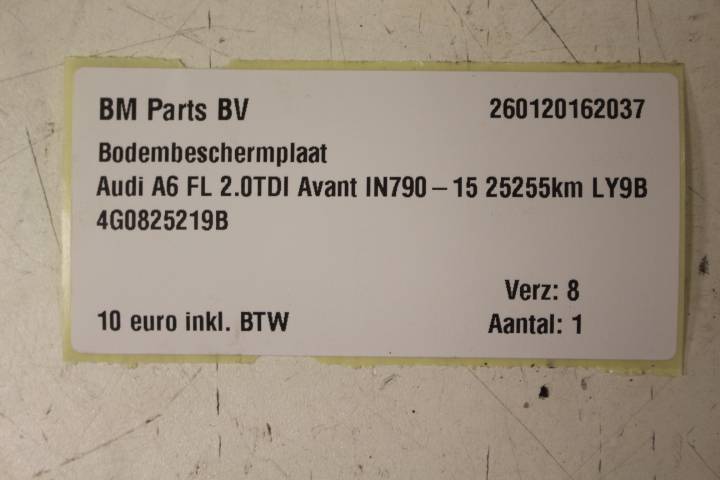 BM Parts BV 260120162037
Bodembeschermplaat
Audi A6 FL 2.0TDI Avant IN790 – 15 25255km LY9B
4G0825219B
Verz: 8
10 euro inkl. BTW Aantal: 1